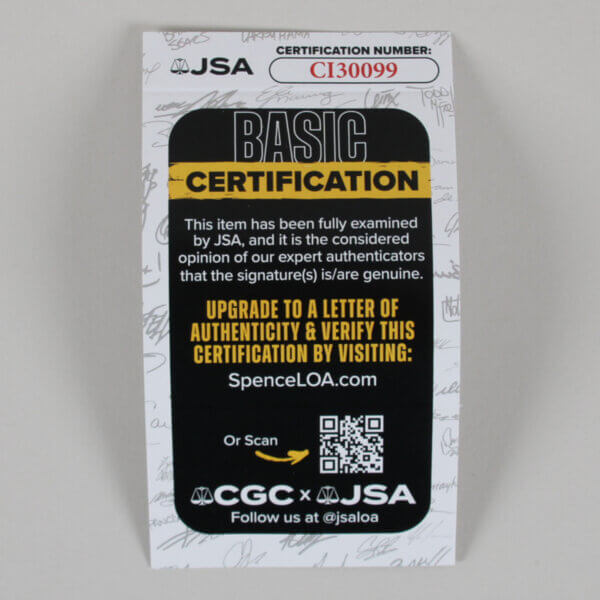 JSA
CERTIFICATION NUMBER:
CI30099
BASIC
CERTIFICATION
This item has been fully examined
by JSA, and it is the considered
opinion of our expert authenticators
that the signature(s) is/are genuine.
UPGRADE TO A LETTER OF
AUTHENTICITY & VERIFY THIS
CERTIFICATION BY VISITING:
SpenceLOA.com
Or Scan
CGC x JSA
Follow us at @jsaloa